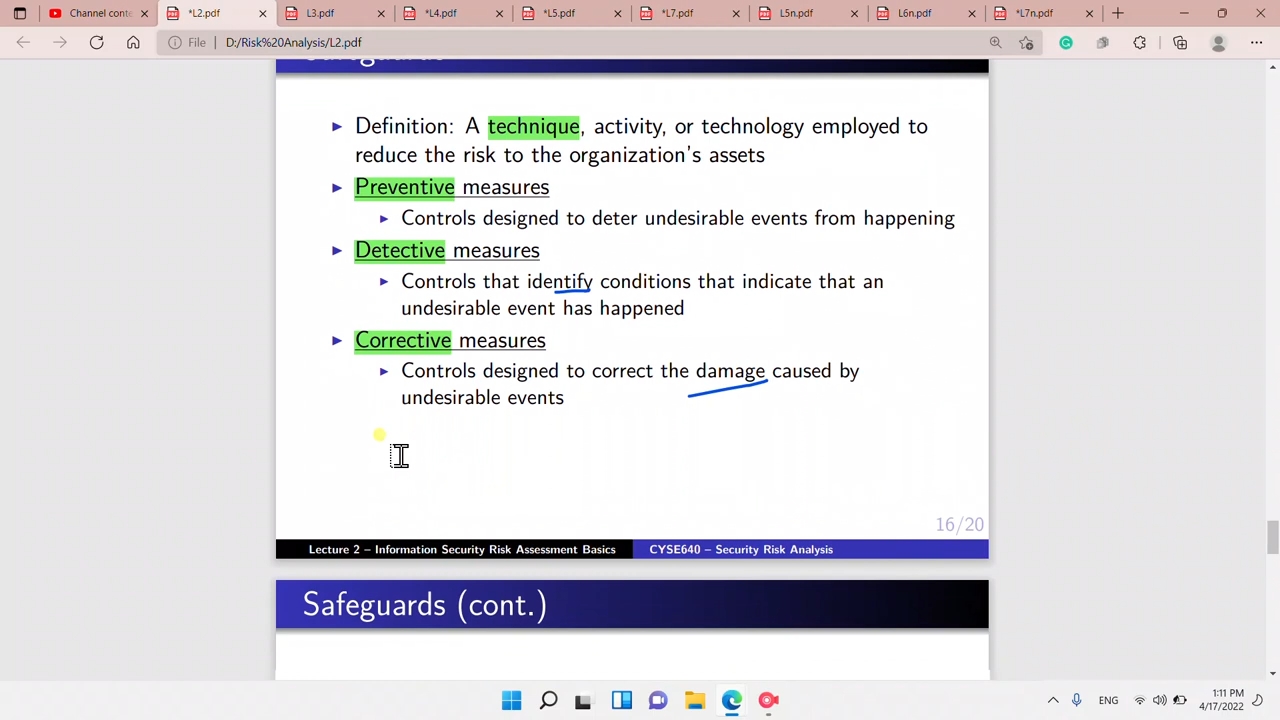 Channel conte
*L2.pdf
L3.pdf
*L4.pdf
*L5.pdf
*L7.pdf
L5n.pdf
L6n.pdf
*L7n.pdf
File
D:/Risk%20Analysis/L2.pdf
Safeguards
Definition: A technique, activity, or technology employed to
reduce the risk to the organization's assets
Preventive measures
Controls designed to deter undesirable events from happening
Detective measures
Controls that identify conditions that indicate that an
undesirable event has happened
Corrective measures
Controls designed to correct the damage caused by
undesirable events
16/20
Lecture 2 – Information Security Risk Assessment Basics
CYSE640 – Security Risk Analysis
Safeguards (cont.)
ENG
1:11 PM
4/17/2022